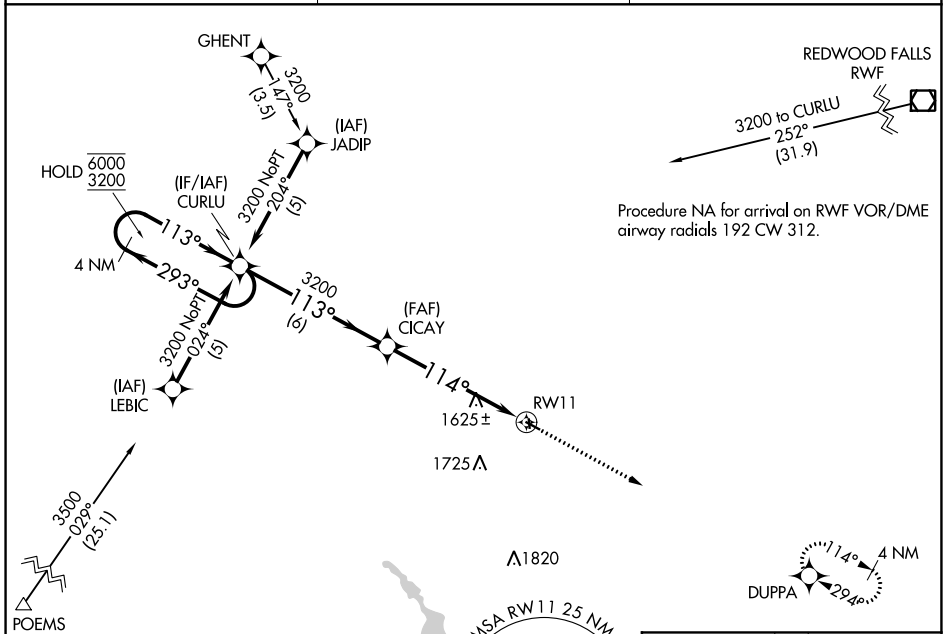 GHENT
3200
147°
(3.5)
(IAF)
JADIP
REDWOOD FALLS
RWF
3200 to CURLU
252°
(31.9)
HOLD 6000
3200
(IF/IAF)
CURLU
3200 NoPT
204°
(5)
Procedure NA for arrival on RWF VOR/DME
airway radials 192 CW 312.
113°
4 NM
293°
3200
113°
(6)
(FAF)
CICAY
3200 NoPT
024°
(5)
(IAF)
LEBIC
114°
1625±
RW11
1725
3500
029°
(25.1)
POEMS
1820
114°
4 NM
DUPPA
294°
MSA RW11 25 NM